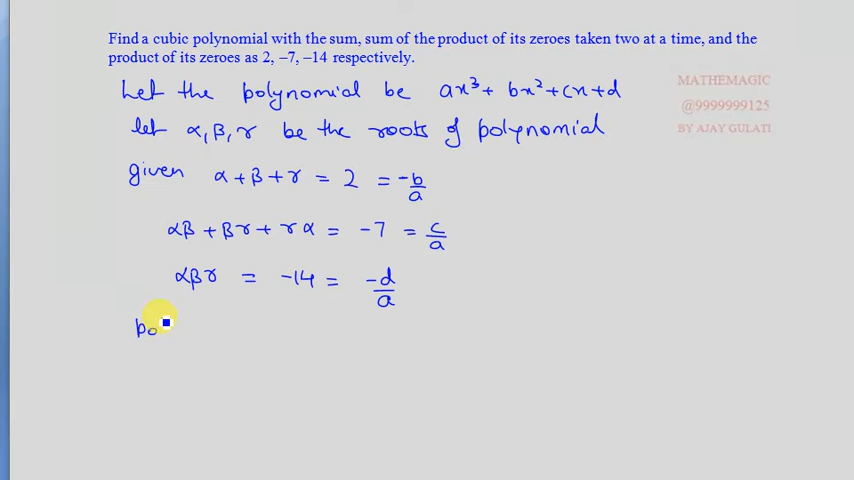 Find a cubic polynomial with the sum, sum of the product of its zeroes taken two at a time, and the
product of its zeroes as 2, −7, −14 respectively.
Let the polynomial be ax³ + bx² + cx + d
MATHEMAGIC
@9999999125
BY AJAY GULATI
let α, β, γ be the roots of polynomial
given α + β + γ = 2 = -b/a
αβ + βγ + γα = -7 = c/a
αβγ = -14 = -d/a
po